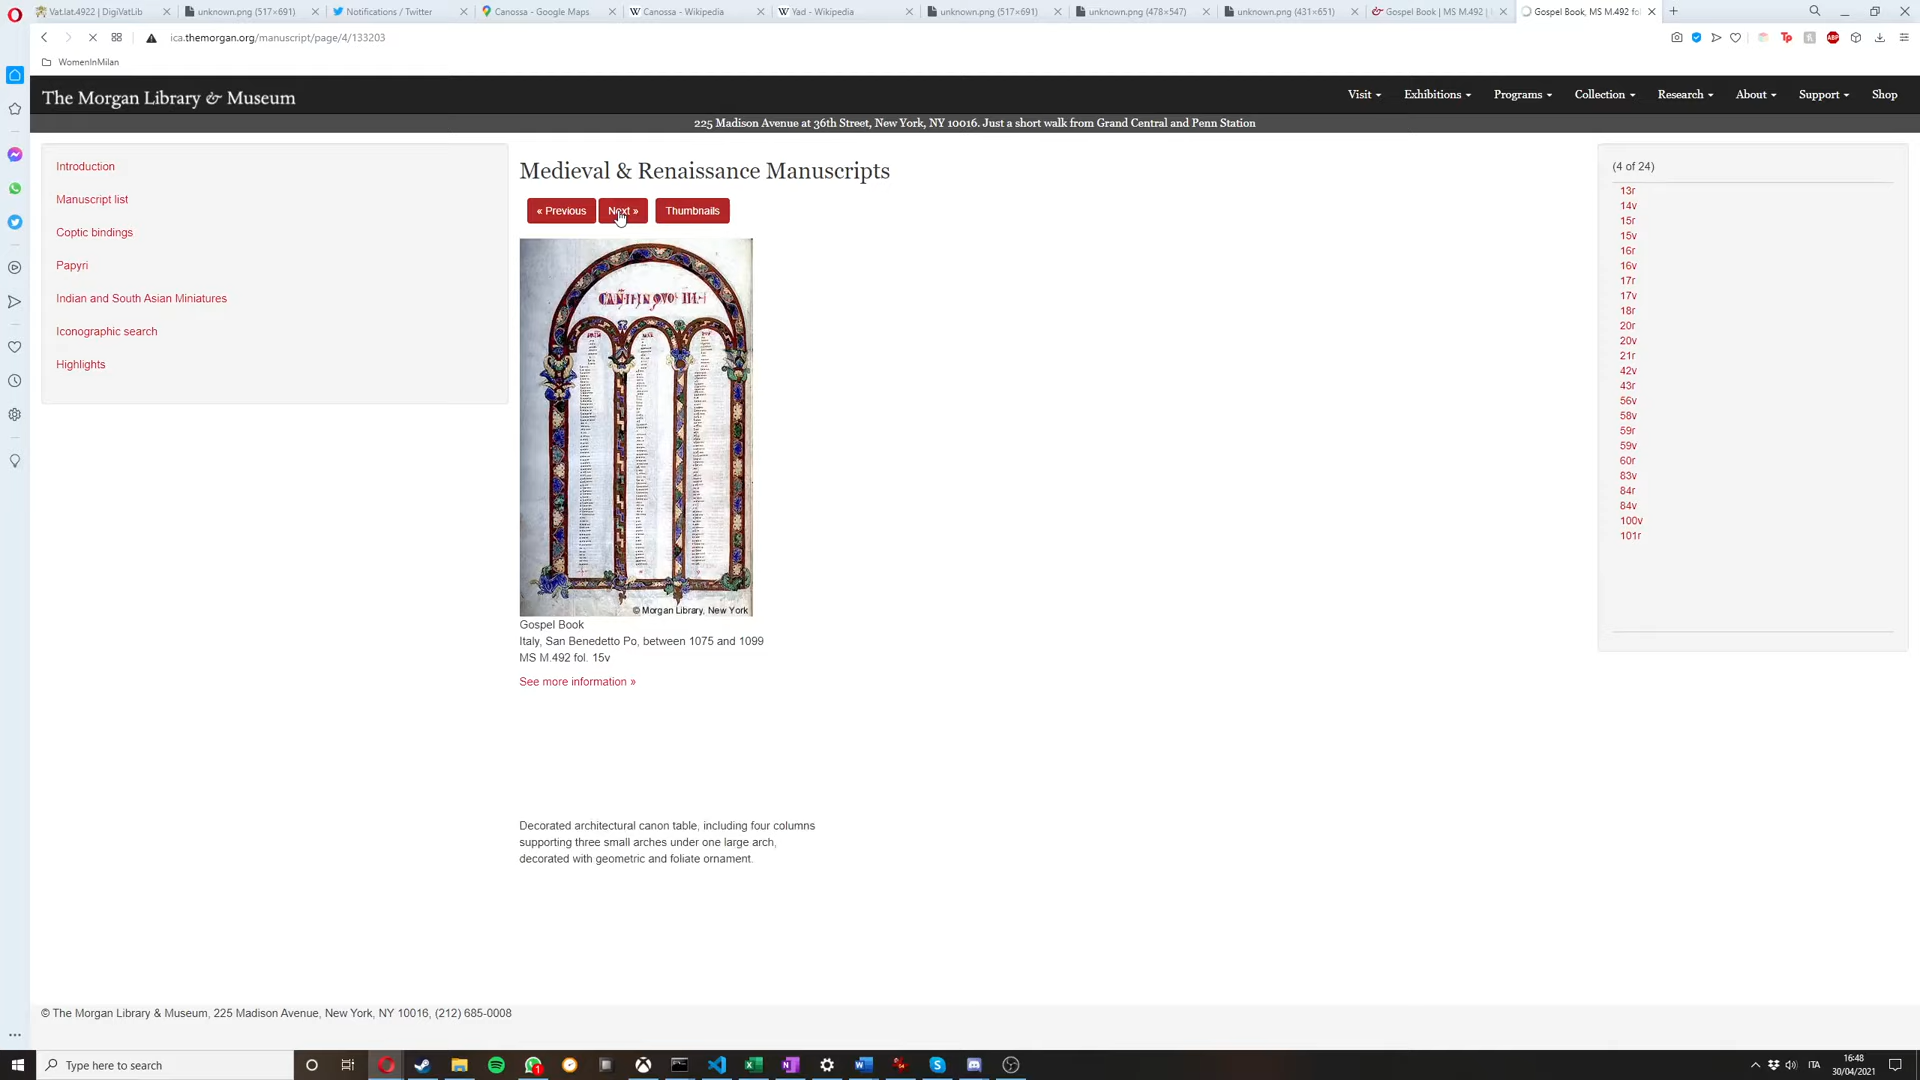 Vat.lat.4922 | DigiVatLib
unknown.png (517×691)
Notifications / Twitter
Canossa - Google Maps
Canossa - Wikipedia
Yad - Wikipedia
unknown.png (517×691)
unknown.png (478×547)
unknown.png (431×651)
Gospel Book | MS M.492 |
Gospel Book, MS M.492 fo
ica.themorgan.org/manuscript/page/4/133203
WomenInMilan
The Morgan Library & Museum
Visit
Exhibitions
Programs
Collection
Research
About
Support
Shop
225 Madison Avenue at 36th Street, New York, NY 10016. Just a short walk from Grand Central and Penn Station
Introduction
Manuscript list
Coptic bindings
Papyri
Indian and South Asian Miniatures
Iconographic search
Highlights
Medieval & Renaissance Manuscripts
« Previous
Next »
Thumbnails
© Morgan Library, New York
Gospel Book
Italy, San Benedetto Po, between 1075 and 1099
MS M.492 fol. 15v
See more information »
Decorated architectural canon table, including four columns
supporting three small arches under one large arch,
decorated with geometric and foliate ornament.
(4 of 24)
13r
14v
15r
15v
16r
16v
17r
17v
18r
20r
20v
21r
42v
43r
56v
58v
59r
59v
60r
83v
84r
84v
100v
101r
© The Morgan Library & Museum, 225 Madison Avenue, New York, NY 10016, (212) 685-0008
Type here to search
ITA
16:48
30/04/2021